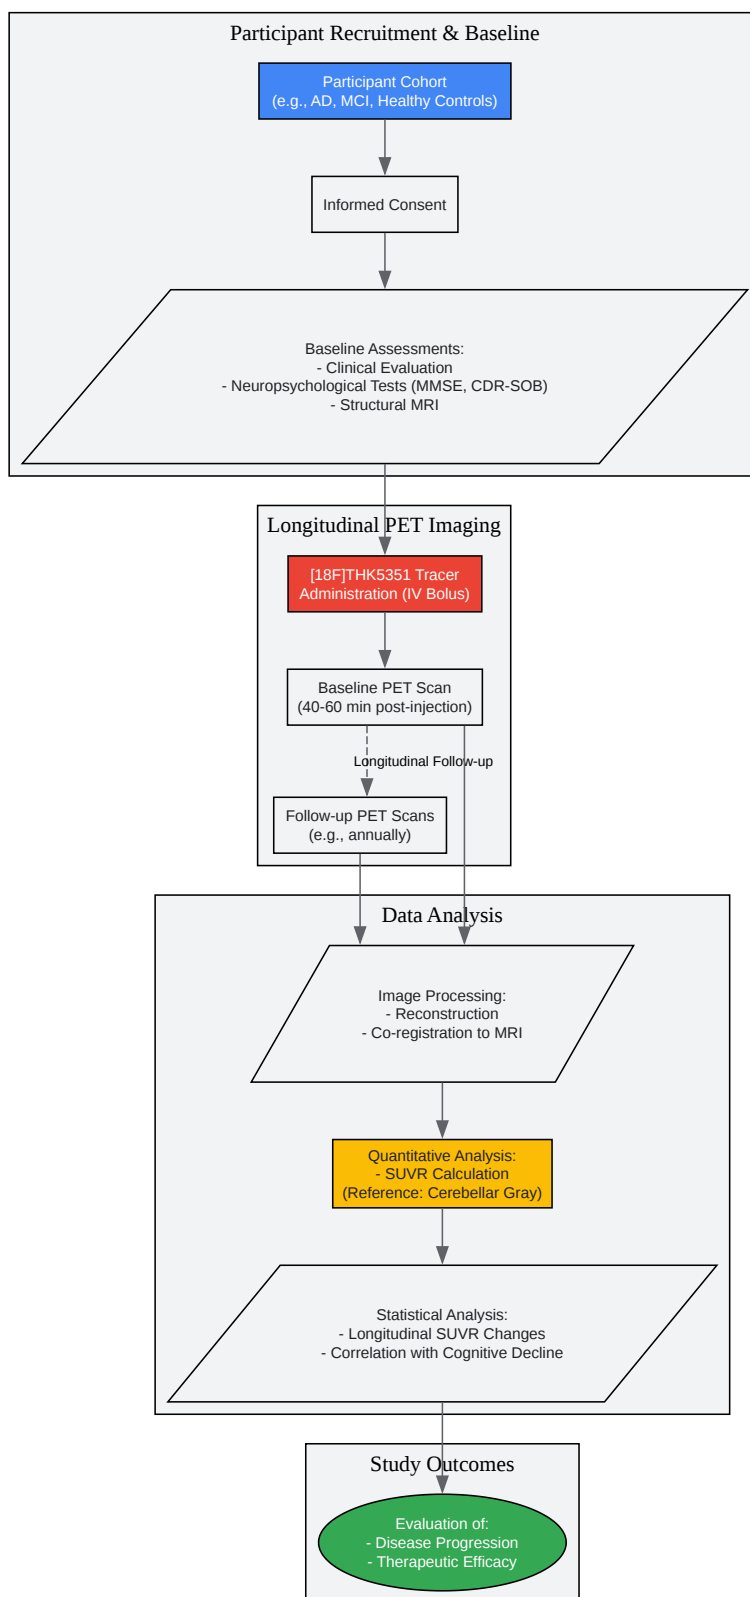 Participant Recruitment & Baseline
Participant Cohort
(e.g., AD, MCI, Healthy Controls)
Informed Consent
Baseline Assessments:
- Clinical Evaluation
- Neuropsychological Tests (MMSE, CDR-SOB)
- Structural MRI
Longitudinal PET Imaging
[18F]THK5351 Tracer
Administration (IV Bolus)
Baseline PET Scan
(40-60 min post-injection)
Longitudinal Follow-up
Follow-up PET Scans
(e.g., annually)
Data Analysis
Image Processing:
- Reconstruction
- Co-registration to MRI
Quantitative Analysis:
- SUVR Calculation
(Reference: Cerebellar Gray)
Statistical Analysis:
- Longitudinal SUVR Changes
- Correlation with Cognitive Decline
Study Outcomes
Evaluation of:
- Disease Progression
- Therapeutic Efficacy